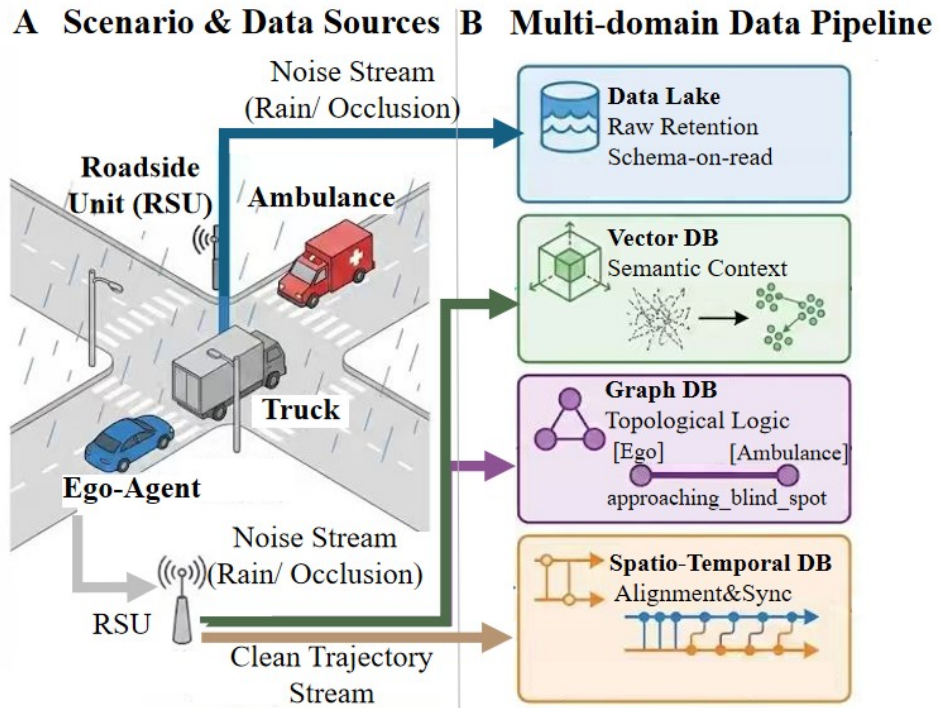 A Scenario & Data Sources
Noise Stream
(Rain/ Occlusion)
Roadside
Unit (RSU)
Ambulance
Truck
Ego-Agent
Noise Stream
(Rain/ Occlusion)
RSU
Clean Trajectory
Stream
B Multi-domain Data Pipeline
Data Lake
Raw Retention
Schema-on-read
Vector DB
Semantic Context
Graph DB
Topological Logic
[Ego] [Ambulance]
approaching_blind_spot
Spatio-Temporal DB
Alignment&Sync